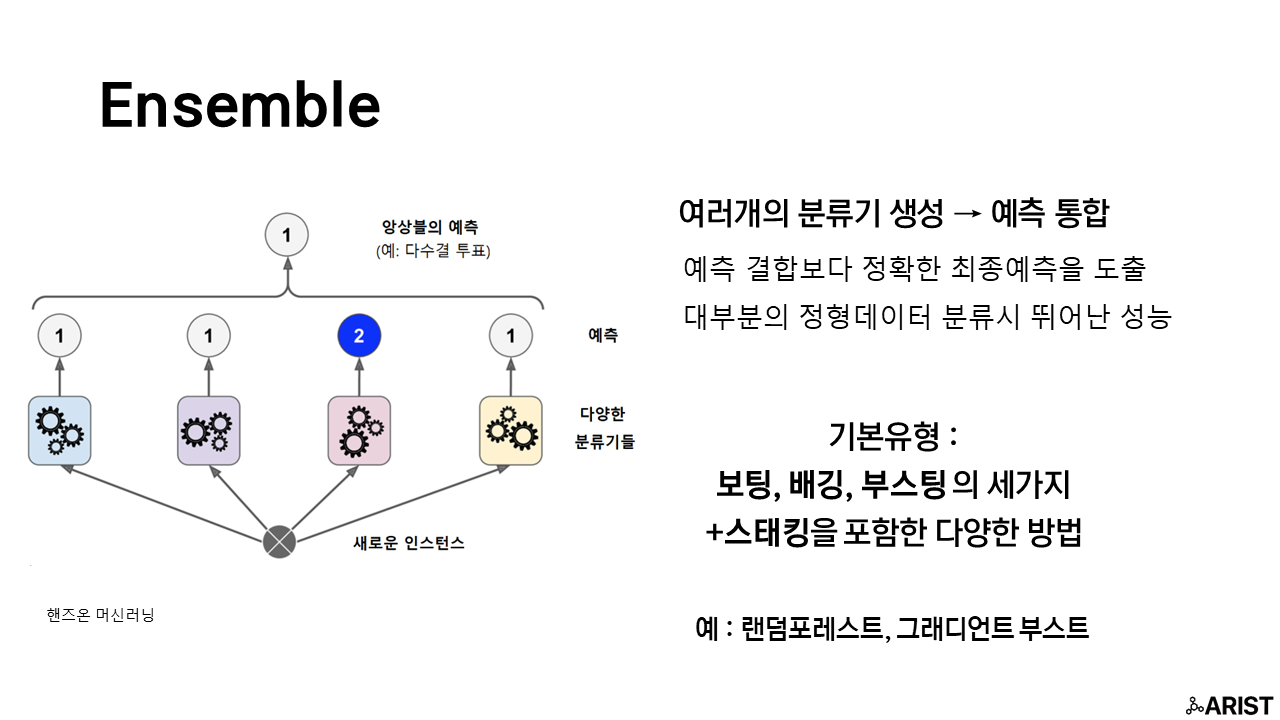 Ensemble
1
앙상블의 예측
(예: 다수결 투표)
1
1
2
1
예측
다양한
분류기들
새로운 인스턴스
핸즈온 머신러닝
여러개의 분류기 생성 → 예측 통합
예측 결합보다 정확한 최종예측을 도출
대부분의 정형데이터 분류시 뛰어난 성능
기본유형 :
보팅, 배깅, 부스팅의 세가지
+스태킹을 포함한 다양한 방법
예 : 랜덤포레스트, 그래디언트 부스트
ARIST